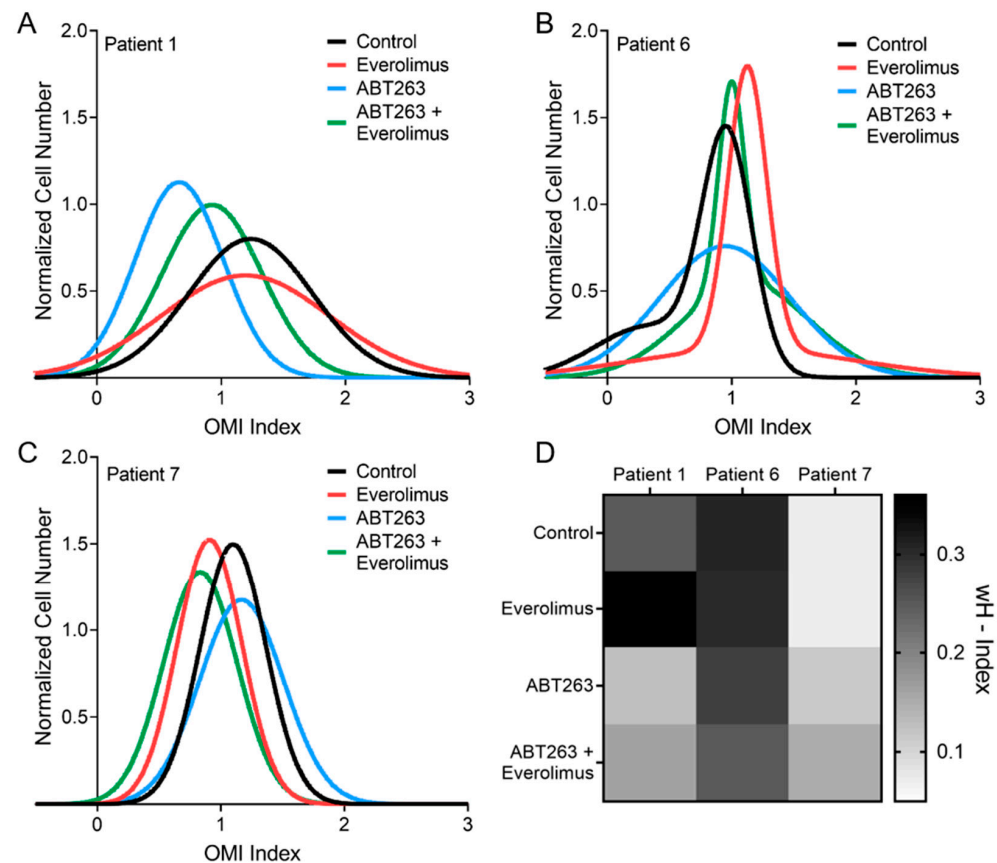 A
Patient 1
Control
Everolimus
ABT263
ABT263 +
Everolimus
Normalized Cell Number
2.0
1.5
1.0
0.5
0
1
2
3
OMI Index
B
Patient 6
Control
Everolimus
ABT263
ABT263 +
Everolimus
Normalized Cell Number
2.0
1.5
1.0
0.5
0
1
2
3
OMI Index
C
Patient 7
Control
Everolimus
ABT263
ABT263 +
Everolimus
Normalized Cell Number
2.0
1.5
1.0
0.5
0
1
2
3
OMI Index
D
Patient 1
Patient 6
Patient 7
Control
Everolimus
ABT263
ABT263 +
Everolimus
0.3
0.2
0.1
wH - Index